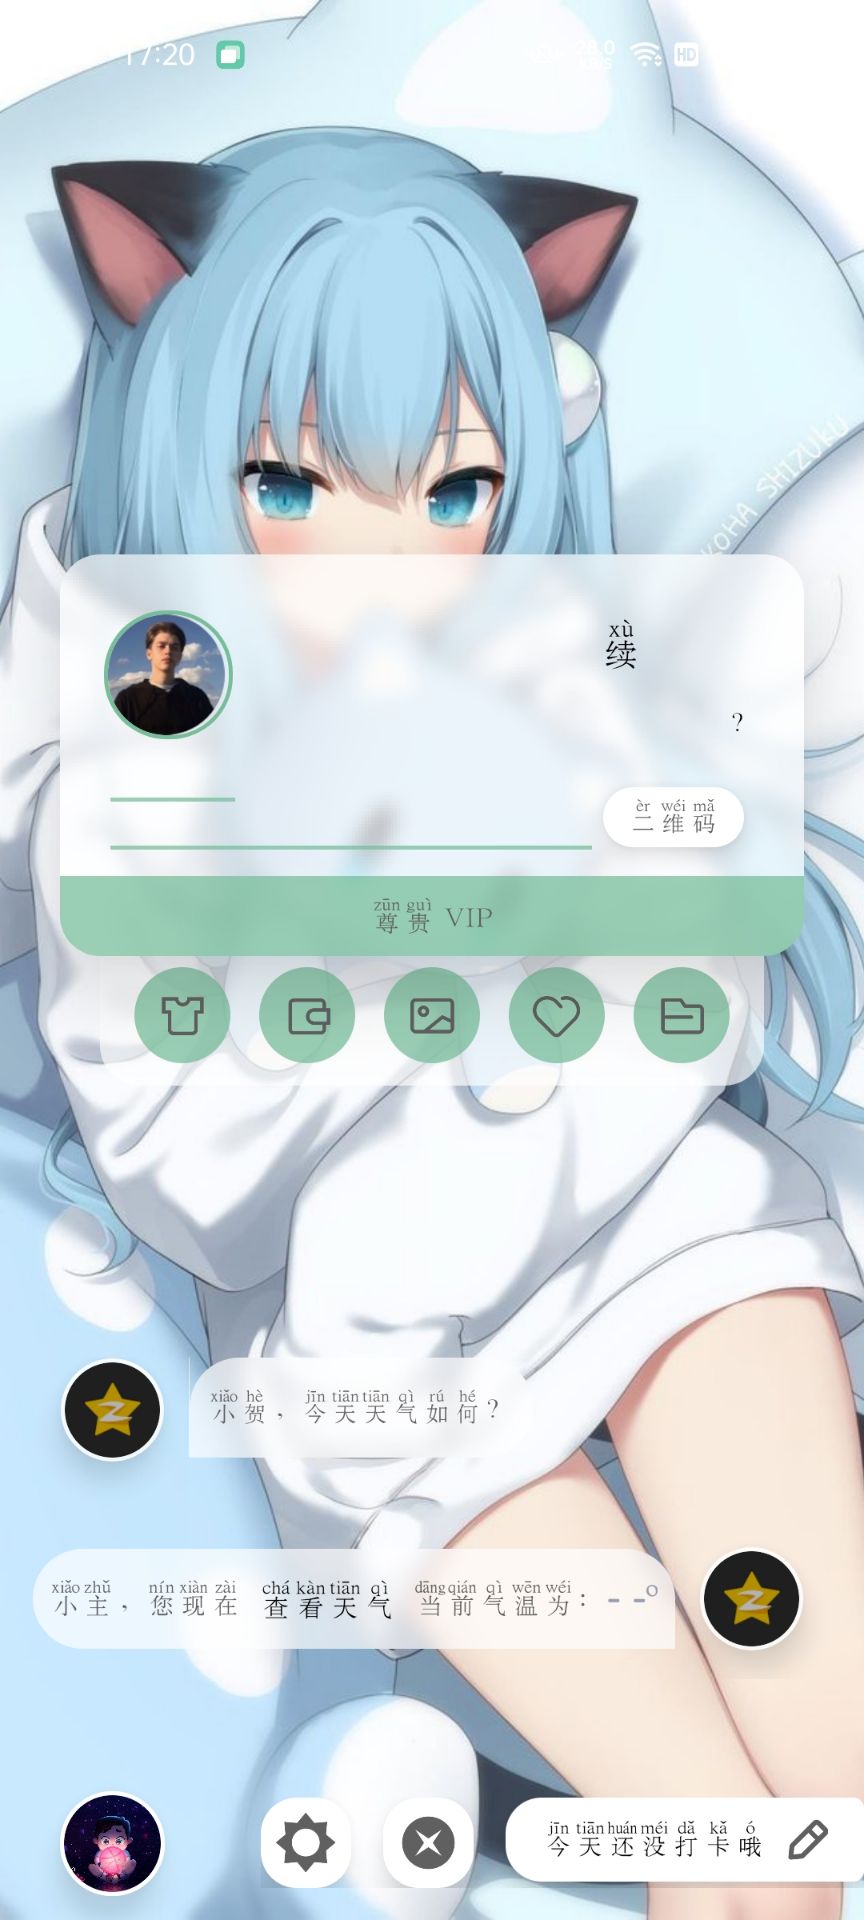 17:20
28.0
KB/S
HD
KOHA SHIZUKU
xù
续
?
èr wéi mǎ
二维码
zūn guì
尊贵 VIP
xiǎo hè jīn tiān tiān qì rú hé
小贺，今天天气如何?
xiǎo zhǔ nín xiàn zài chá kàn tiān qì dāng qián qì wēn wéi
小主，您现在 查看天气 当前气温为: --°
jīn tiān huán méi dǎ kǎ ó
今天还没打卡哦